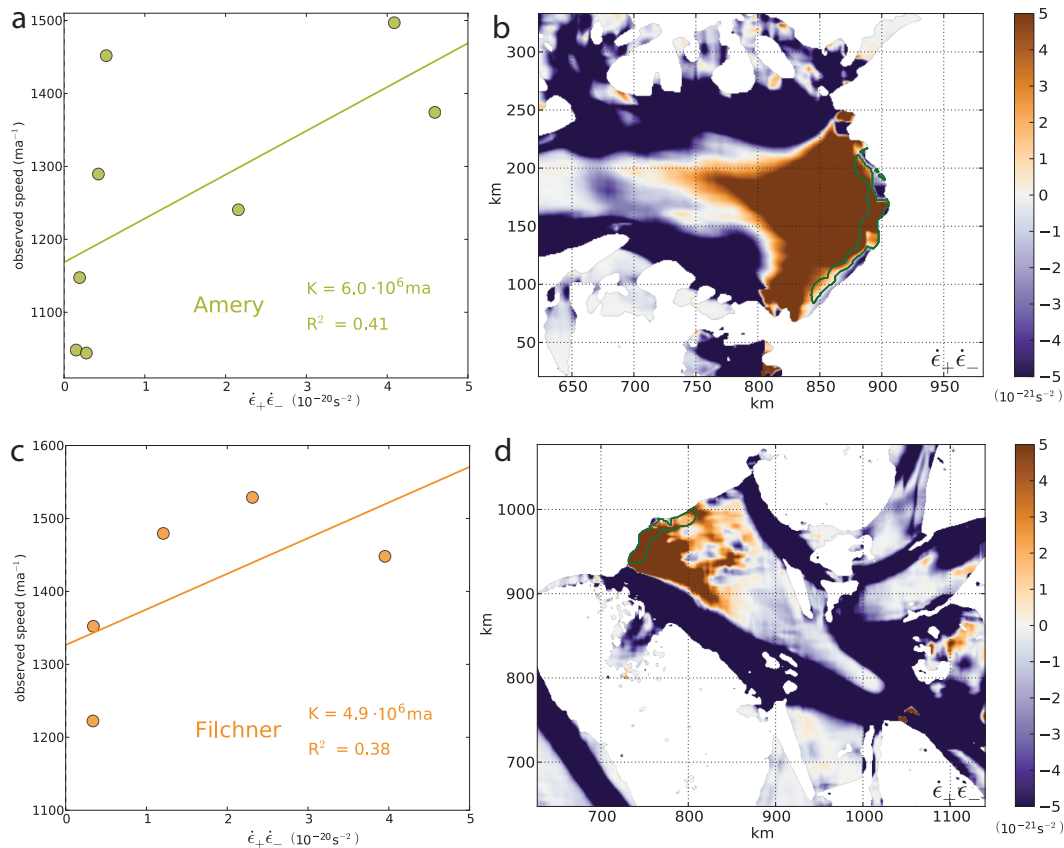 a
1500
1400
1300
1200
1100
observed speed (ma⁻¹)
Amery
K = 6.0 ·10⁶ma
R² = 0.41
0 1 2 3 4 5
ϵ̇₊ϵ̇₋ (10⁻²⁰s⁻²)
b
300
250
200
150
100
50
km
650 700 750 800 850 900 950
km
ϵ̇₊ϵ̇₋
5
4
3
2
1
0
−1
−2
−3
−4
−5
(10⁻²¹s⁻²)
c
1600
1500
1400
1300
1200
1100
observed speed (ma⁻¹)
Filchner
K = 4.9 ·10⁶ma
R² = 0.38
0 1 2 3 4 5
ϵ̇₊ϵ̇₋ (10⁻²⁰s⁻²)
d
1000
900
800
700
km
700 800 900 1000 1100
km
ϵ̇₊ϵ̇₋
5
4
3
2
1
0
−1
−2
−3
−4
−5
(10⁻²¹s⁻²)